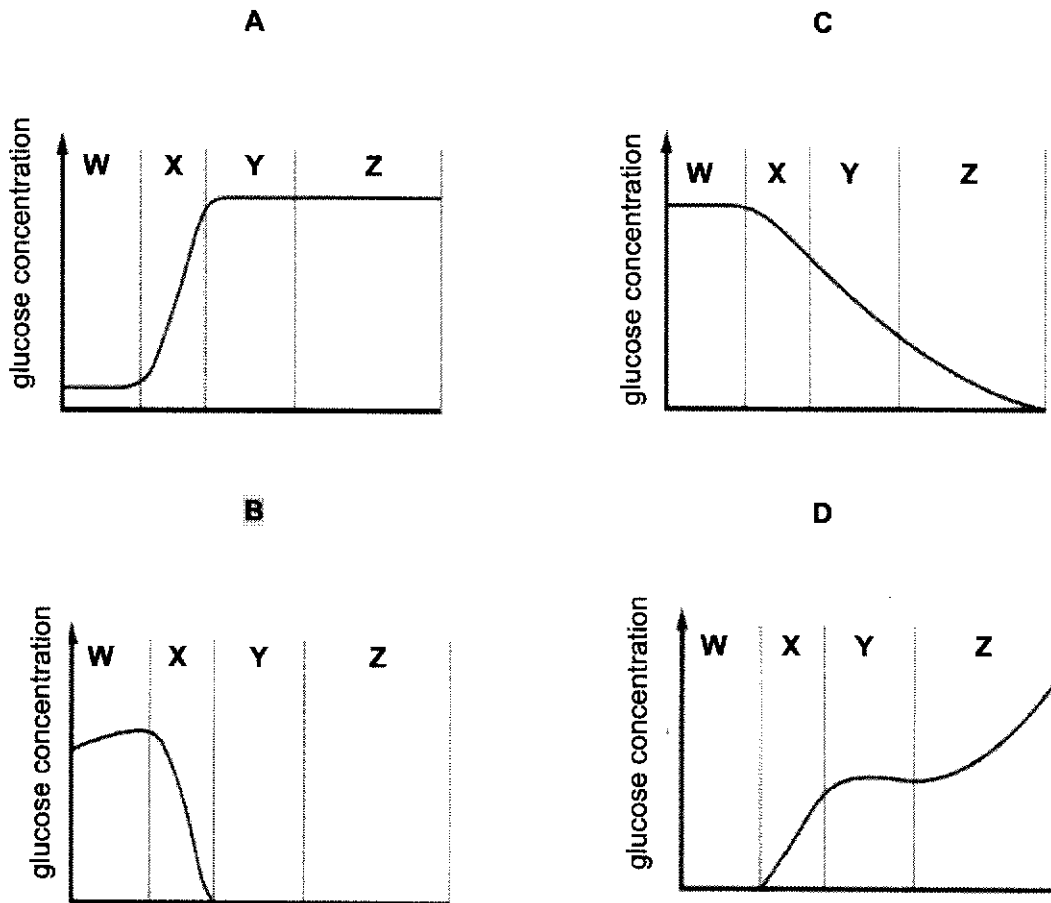 A
glucose concentration
W X Y Z
C
glucose concentration
W X Y Z
B
glucose concentration
W X Y Z
D
glucose concentration
W X Y Z